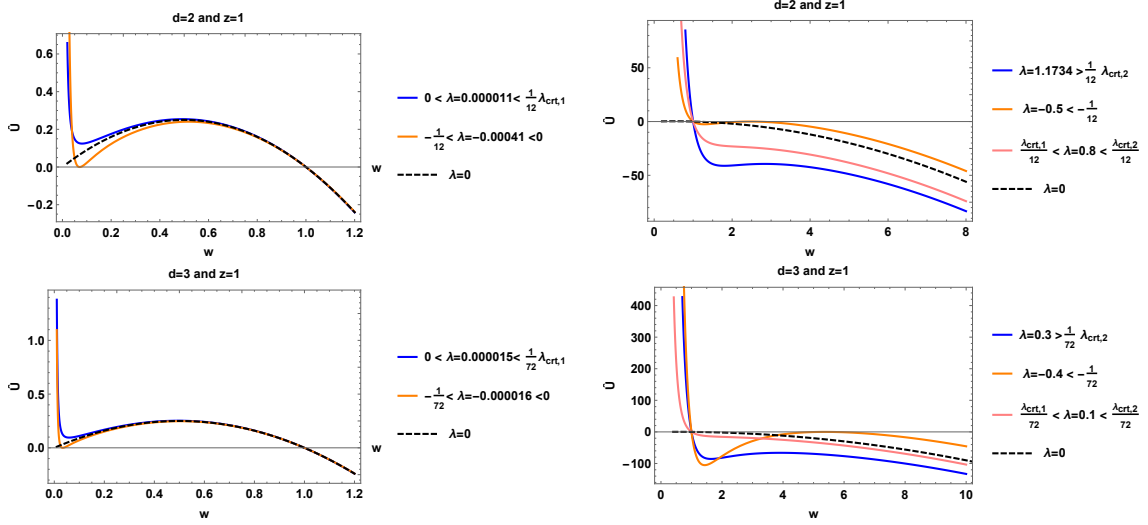 d=2 and z=1
0.6
0.4
0.2
0.0
−0.2
Ũ
0.0 0.2 0.4 0.6 0.8 1.0 1.2
w
w
0 < λ=0.000011< 1/12 λcrt,1
−1/12 < λ=−0.00041 <0
λ=0
d=2 and z=1
50
0
−50
Ũ
0 2 4 6 8
w
λ=1.1734 > 1/12 λcrt,2
λ=−0.5 < −1/12
λcrt,1/12 < λ=0.8 < λcrt,2/12
λ=0
d=3 and z=1
1.0
0.5
0.0
Ũ
0.0 0.2 0.4 0.6 0.8 1.0 1.2
w
w
0 < λ=0.000015< 1/72 λcrt,1
−1/72 < λ=−0.000016 <0
λ=0
d=3 and z=1
400
300
200
100
0
−100
Ũ
0 2 4 6 8 10
w
λ=0.3 > 1/72 λcrt,2
λ=−0.4 < −1/72
λcrt,1/72 < λ=0.1 < λcrt,2/72
λ=0